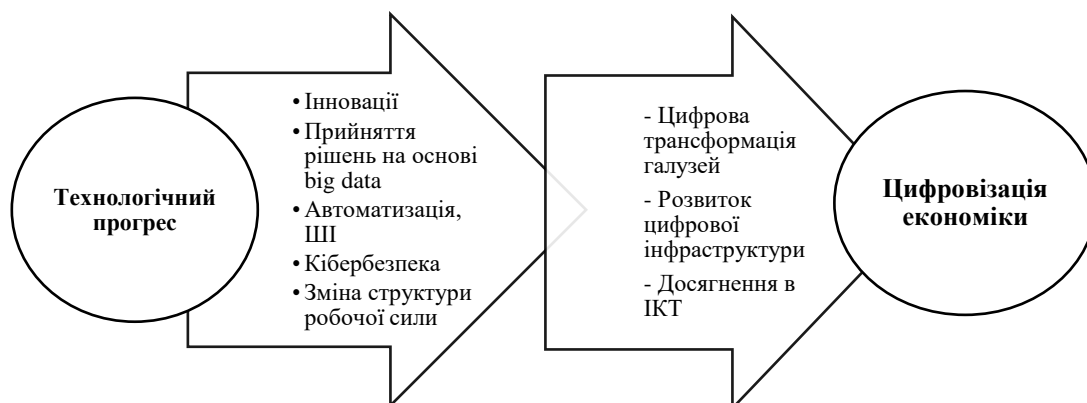 Технологічний
прогрес
• Інновації
• Прийняття
рішень на основі
big data
• Автоматизація,
ШІ
• Кібербезпека
• Зміна структури
робочої сили
- Цифрова
трансформація
галузей
- Розвиток
цифрової
інфраструктури
- Досягнення в
ІКТ
Цифровізація
економіки